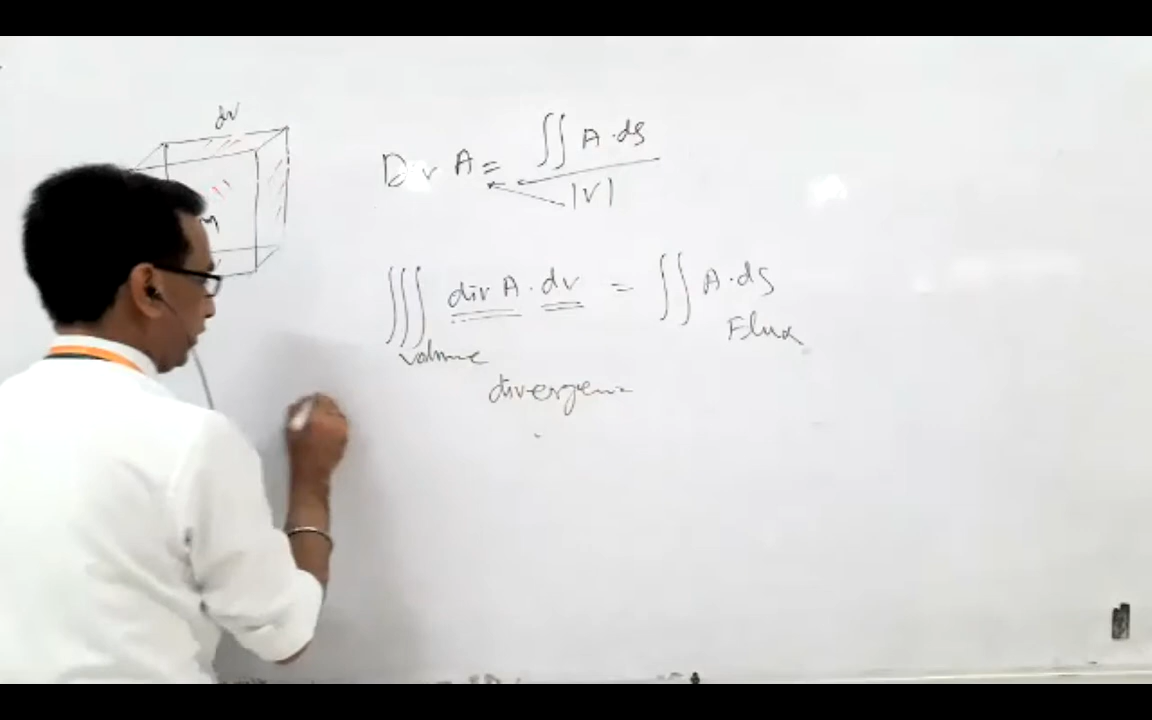 dv
Div A = ∬ A · ds / |V|
∭ div A · dv = ∬ A · ds
volume
Flux
divergence